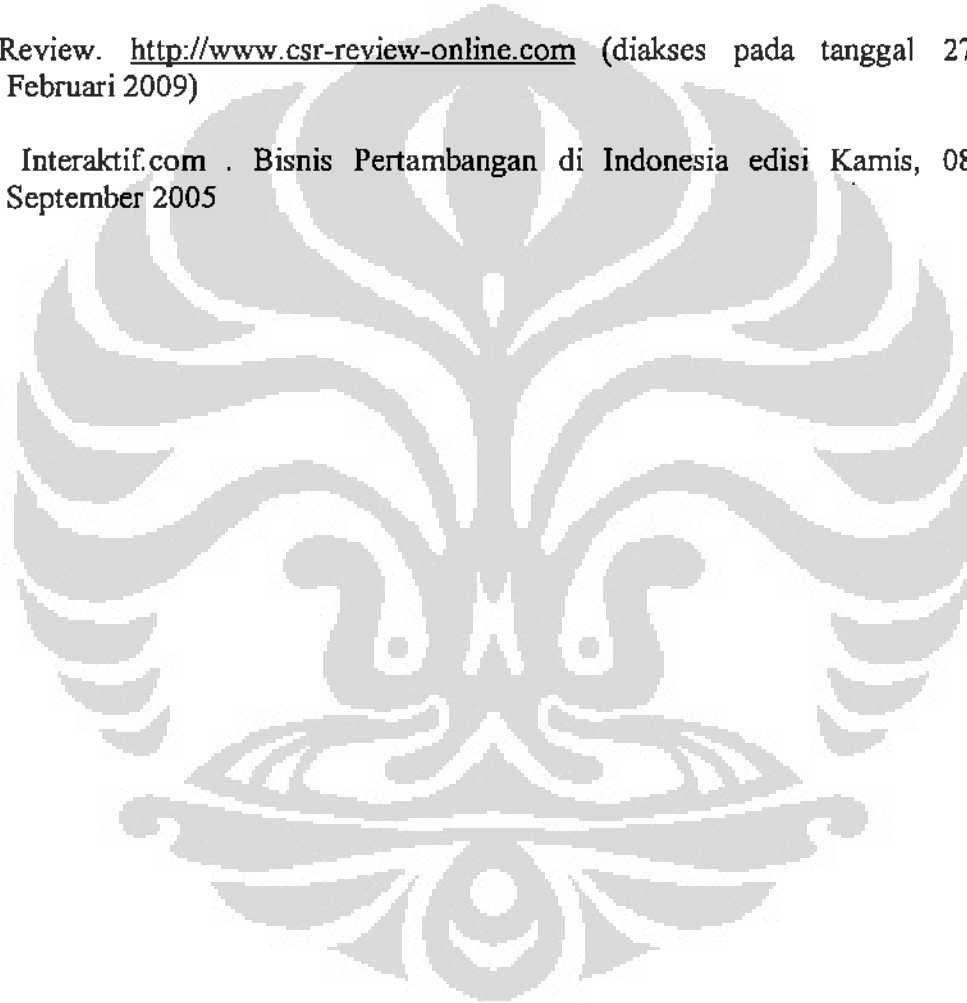 Review. http://www.csr-review-online.com (diakses pada tanggal 27
Februari 2009)
Interaktif.com . Bisnis Pertambangan di Indonesia edisi Kamis, 08
September 2005